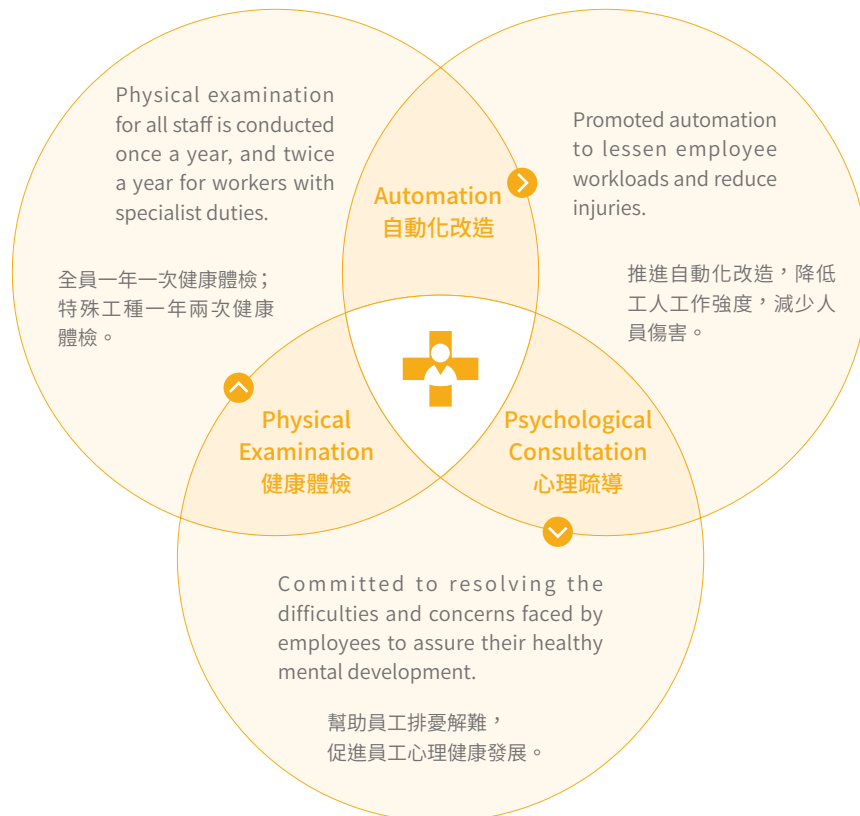 Physical examination
for all staff is conducted
once a year, and twice
a year for workers with
specialist duties.
全員一年一次健康體檢；
特殊工種一年兩次健康
體檢。
Automation
自動化改造
Promoted automation
to lessen employee
workloads and reduce
injuries.
推進自動化改造，降低
工人工作強度，減少人
員傷害。
Physical
Examination
健康體檢
Psychological
Consultation
心理疏導
Committed to resolving the
difficulties and concerns faced by
employees to assure their healthy
mental development.
幫助員工排憂解難，
促進員工心理健康發展。